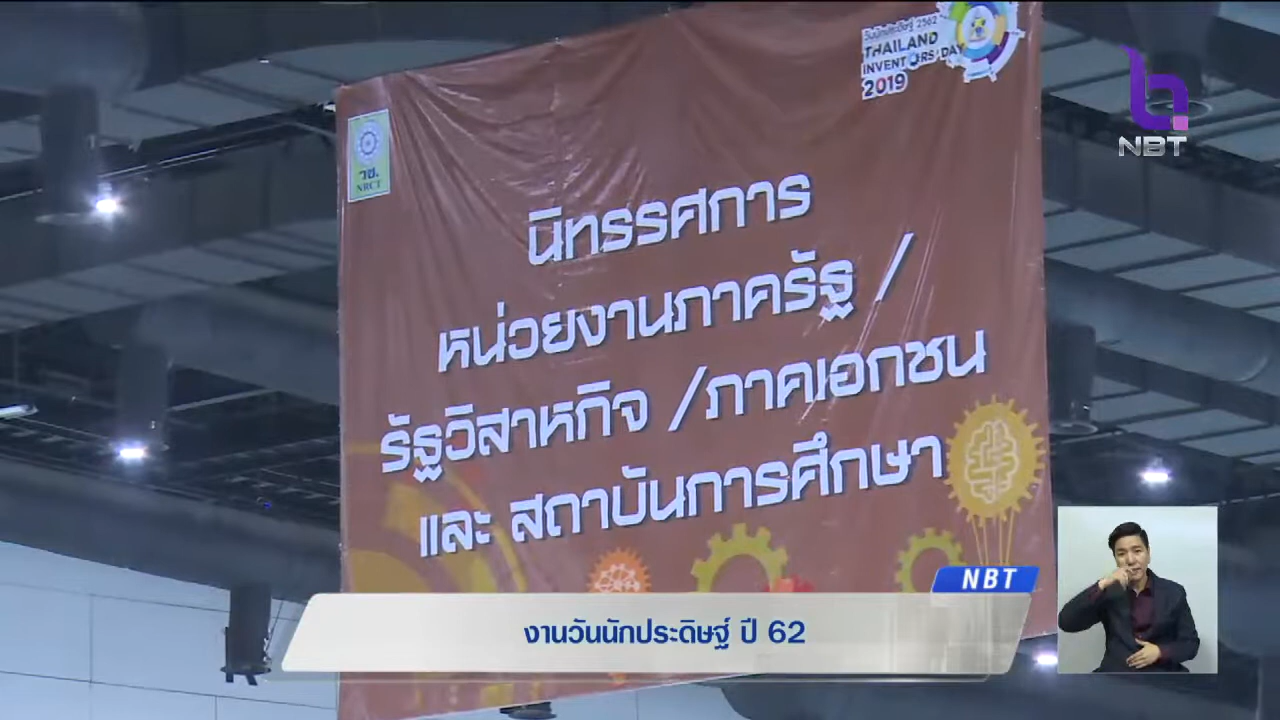 วันนักประดิษฐ์ 2562
THAILAND
INVENTORS' DAY
2019
NBT
วช.
NRCT
นิทรรศการ
หน่วยงานภาครัฐ /
รัฐวิสาหกิจ /ภาคเอกชน
และ สถาบันการศึกษา
NBT
งานวันนักประดิษฐ์ ปี 62